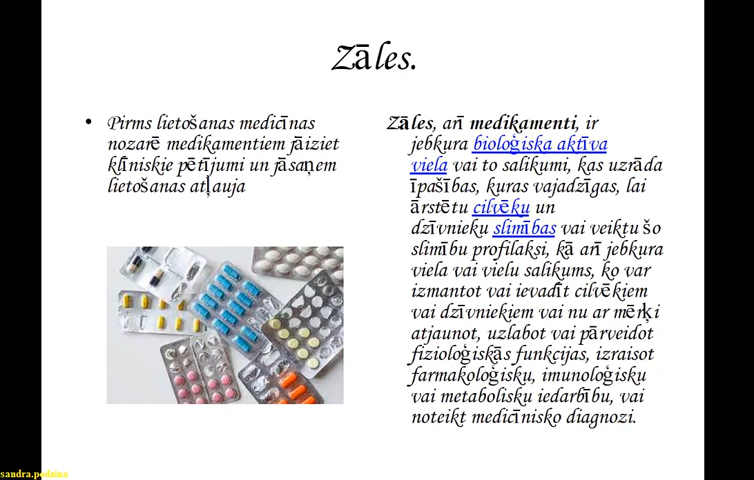 Zāles.
• Pirms lietošanas medicīnas
nozarē medikamentiem jāiziet
klīniskie pētījumi un jāsaņem
lietošanas atļauja
Zāles, arī medikamenti, ir
jebkura bioloģiska aktīva
viela vai to salikumi, kas uzrāda
īpašības, kuras vajadzīgas, lai
ārstētu cilvēku un
dzīvnieku slimības vai veiktu šo
slimību profilaksi, kā arī jebkura
viela vai vielu salikums, ko var
izmantot vai ievadīt cilvēkiem
vai dzīvniekiem vai nu ar mērķi
atjaunot, uzlabot vai pārveidot
fizioloģiskās funkcijas, izraisot
farmakoloģisku, imunoloģisku
vai metabolisku iedarbību, vai
noteikt medicīnisko diagnozi.
sandra.podzina